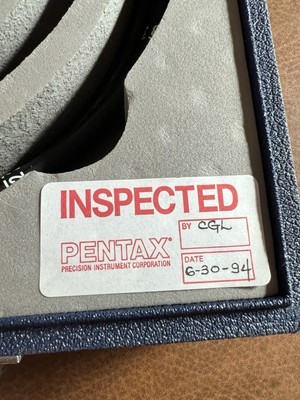 INSPECTED
PENTAX®
PRECISION INSTRUMENT CORPORATION
BY CGL
DATE
6-30-94